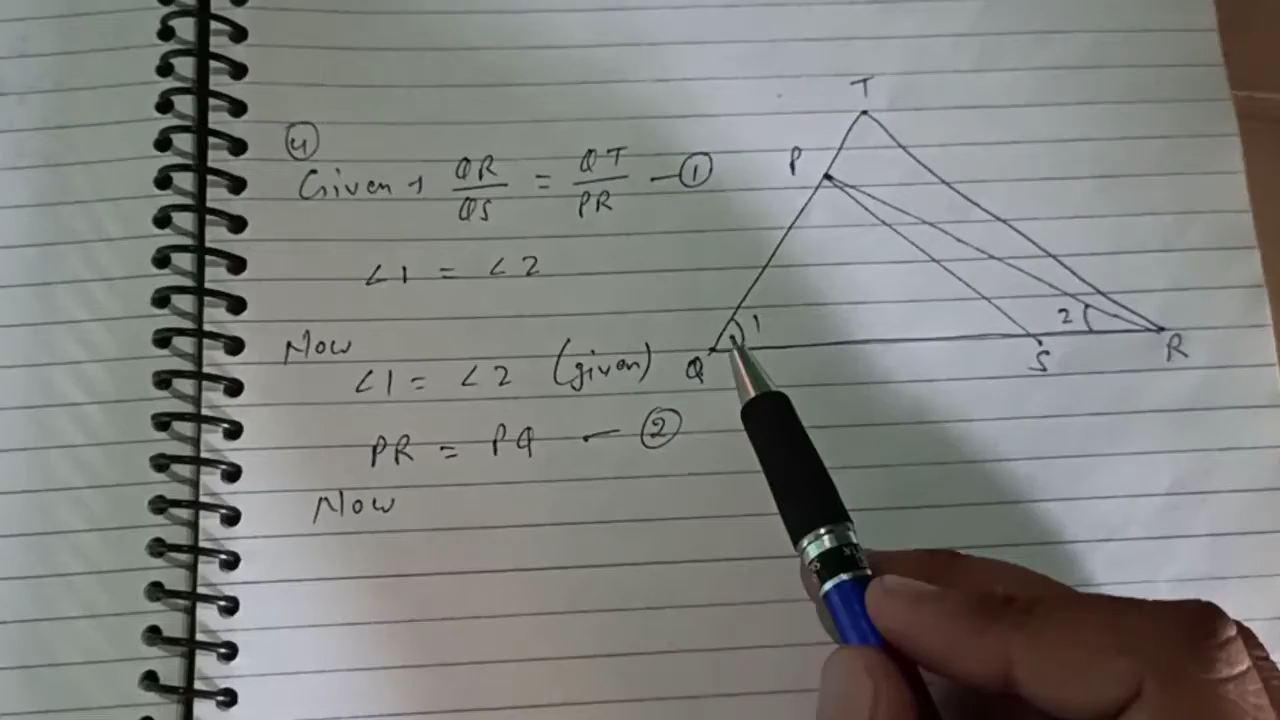 ④
Given → QR/QS = QT/PR — ①
∠1 = ∠2
Now
∠1 = ∠2 (given)
PR = PQ — ②
Now
T
P
1
2
Q
S
R